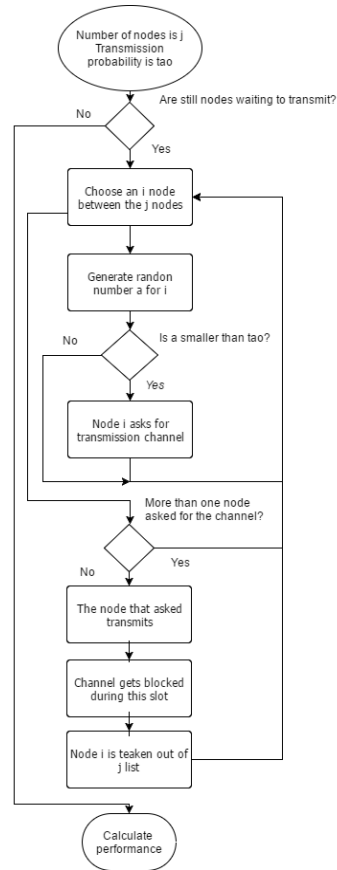 Number of nodes is j
Transmission
probability is tao
Are still nodes waiting to transmit?
No
Yes
Choose an i node
between the j nodes
Generate randon
number a for i
Is a smaller than tao?
No
Yes
Node i asks for
transmission channel
More than one node
asked for the channel?
Yes
No
The node that asked
transmits
Channel gets blocked
during this slot
Node i is teaken out of
j list
Calculate
performance